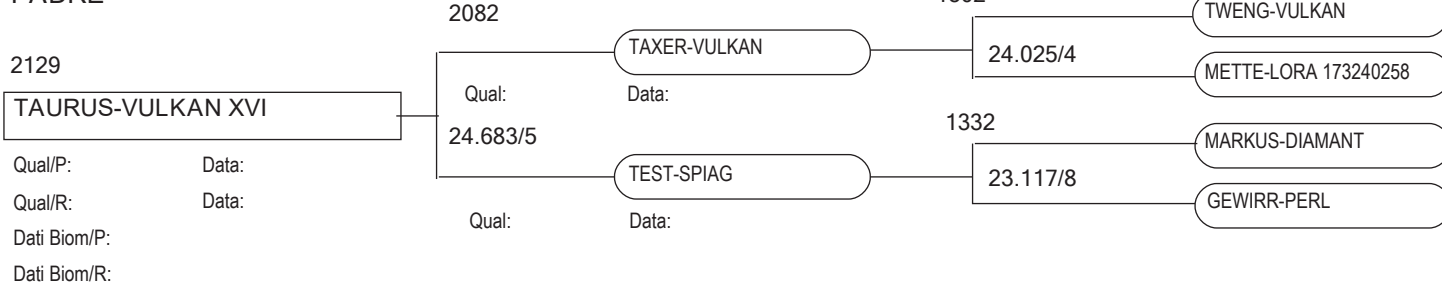 2082
TWENG-VULKAN
TAXER-VULKAN
24.025/4
2129
METTE-LORA 173240258
TAURUS-VULKAN XVI
Qual:
Data:
24.683/5
1332
MARKUS-DIAMANT
Qual/P:
Data:
TEST-SPIAG
23.117/8
Qual/R:
Data:
GEWIRR-PERL
Qual:
Data:
Dati Biom/P:
Dati Biom/R: